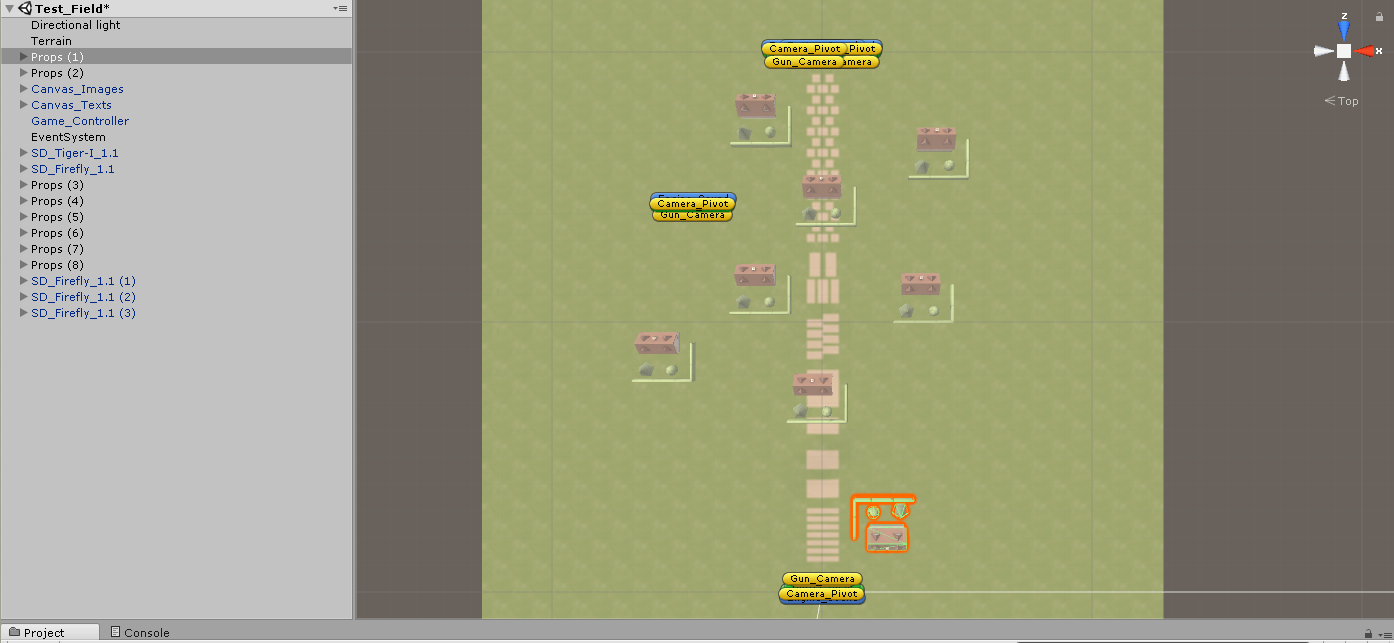 Test_Field*
Directional light
Terrain
Props (1)
Props (2)
Canvas_Images
Canvas_Texts
Game_Controller
EventSystem
SD_Tiger-I_1.1
SD_Firefly_1.1
Props (3)
Props (4)
Props (5)
Props (6)
Props (7)
Props (8)
SD_Firefly_1.1 (1)
SD_Firefly_1.1 (2)
SD_Firefly_1.1 (3)
Camera_Pivot Pivot
Gun_Camera amera
Camera_Pivot
Gun_Camera
Gun_Camera
Camera_Pivot
z
x
Top
Project
Console